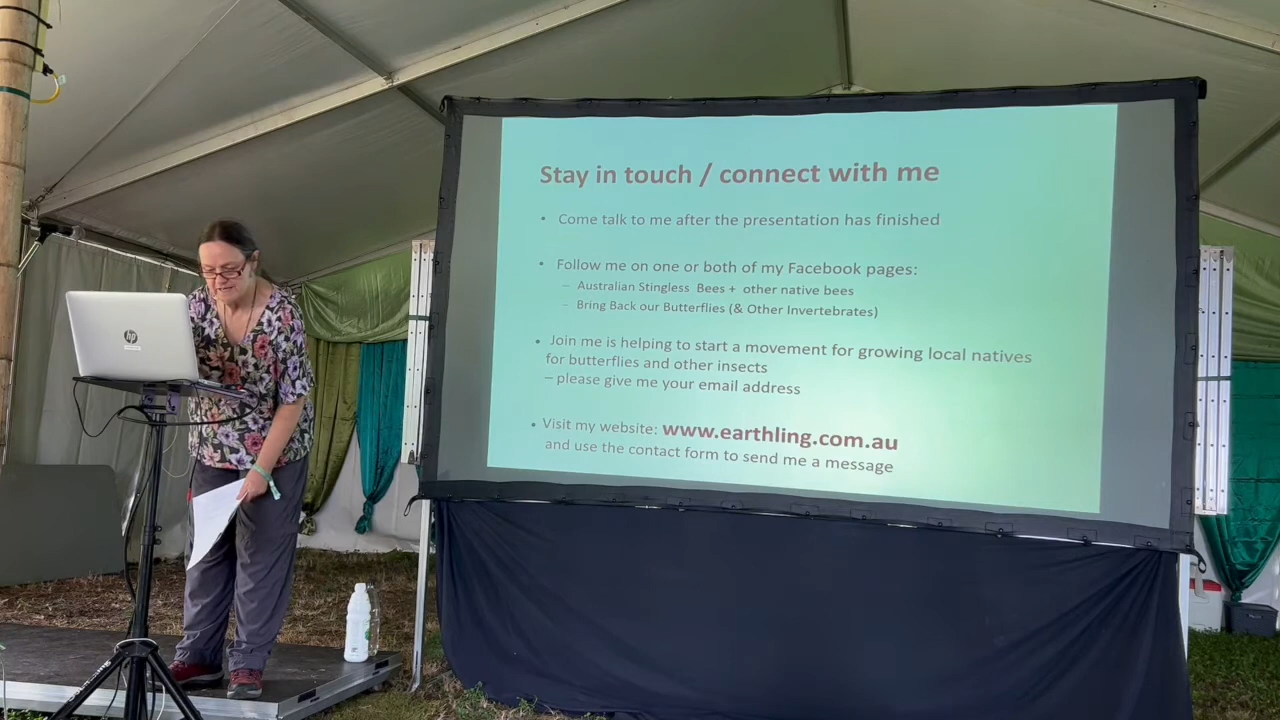 Stay in touch / connect with me
• Come talk to me after the presentation has finished
• Follow me on one or both of my Facebook pages:
– Australian Stingless Bees + other native bees
– Bring Back our Butterflies (& Other Invertebrates)
• Join me is helping to start a movement for growing local natives
for butterflies and other insects
– please give me your email address
• Visit my website: www.earthling.com.au
and use the contact form to send me a message
hp